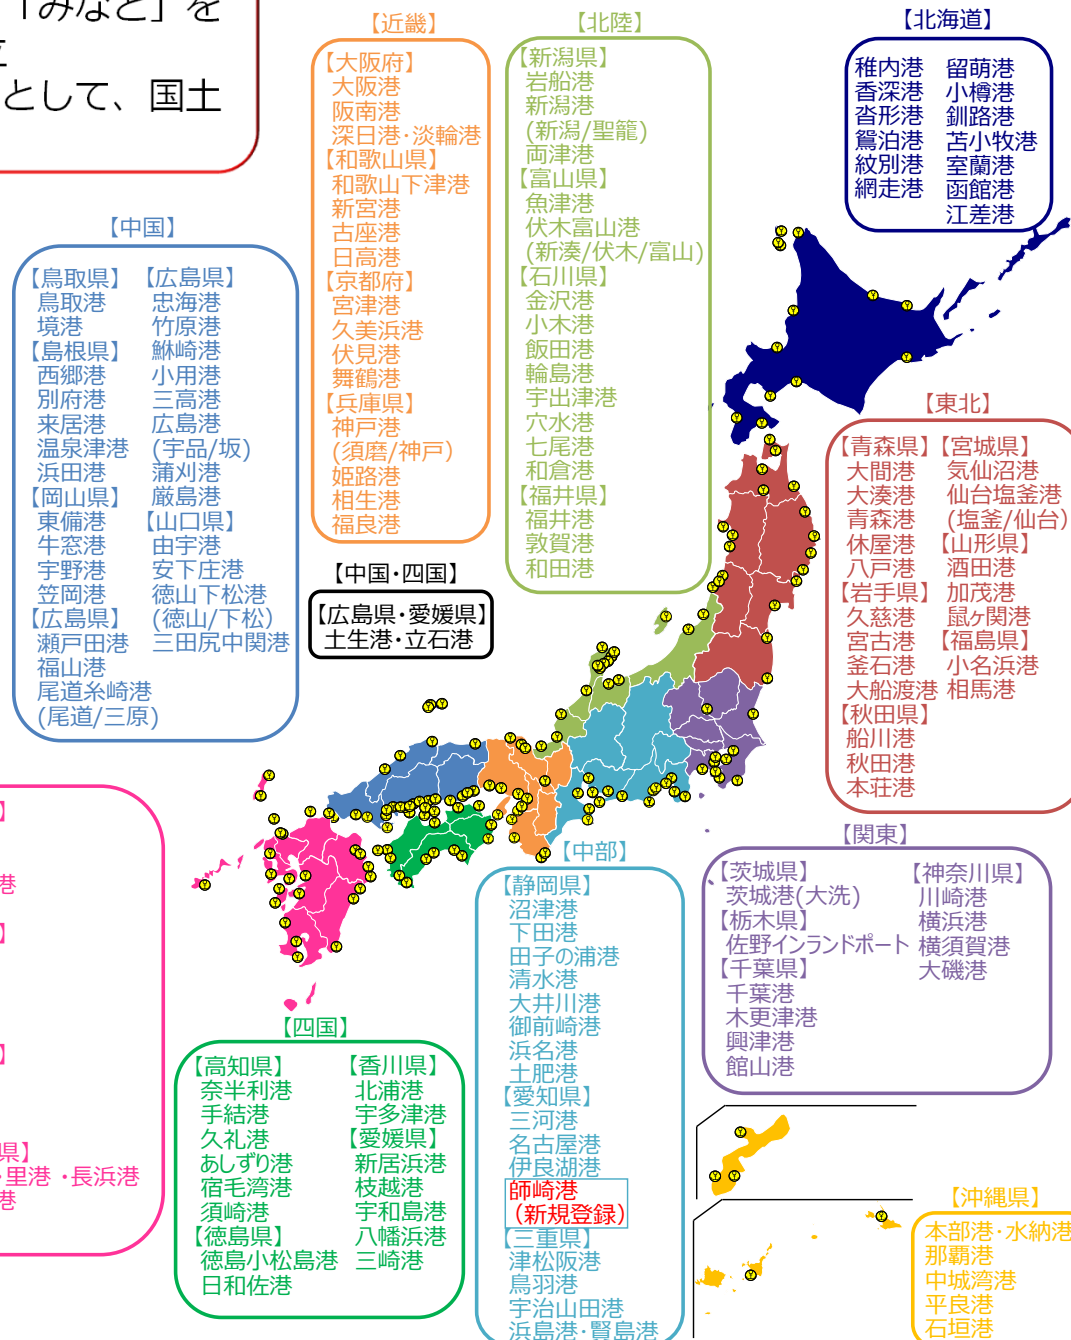 「みなと」を
として、国土
【近畿】
【大阪府】
大阪港
阪南港
深日港・淡輪港
【和歌山県】
和歌山下津港
新宮港
古座港
日高港
【京都府】
宮津港
久美浜港
伏見港
舞鶴港
【兵庫県】
神戸港
(須磨/神戸)
姫路港
相生港
福良港
【北陸】
【新潟県】
岩船港
新潟港
(新潟/聖籠)
両津港
【富山県】
魚津港
伏木富山港
(新湊/伏木/富山)
【石川県】
金沢港
小木港
飯田港
輪島港
宇出津港
穴水港
七尾港
和倉港
【福井県】
福井港
敦賀港
和田港
【北海道】
稚内港 留萌港
香深港 小樽港
沓形港 釧路港
鴛泊港 苫小牧港
紋別港 室蘭港
網走港 函館港
江差港
【中国】
【鳥取県】
鳥取港
境港
【島根県】
西郷港
別府港
来居港
温泉津港
浜田港
【岡山県】
東備港
牛窓港
宇野港
笠岡港
【広島県】
瀬戸田港
福山港
尾道糸崎港
(尾道/三原)
【広島県】
忠海港
竹原港
鮴崎港
小用港
三高港
広島港
(宇品/坂)
蒲刈港
厳島港
【山口県】
由宇港
安下庄港
徳山下松港
(徳山/下松)
三田尻中関港
【中国・四国】
【広島県・愛媛県】
土生港・立石港
【東北】
【青森県】
大間港
大湊港
青森港
休屋港
八戸港
【岩手県】
久慈港
宮古港
釜石港
大船渡港
【秋田県】
船川港
秋田港
本荘港
【宮城県】
気仙沼港
仙台塩釜港
(塩釜/仙台)
【山形県】
酒田港
加茂港
鼠ヶ関港
【福島県】
小名浜港
相馬港
【関東】
【茨城県】
茨城港(大洗)
【栃木県】
佐野インランドポート
【千葉県】
千葉港
木更津港
興津港
館山港
【神奈川県】
川崎港
横浜港
横須賀港
大磯港
【中部】
【静岡県】
沼津港
下田港
田子の浦港
清水港
大井川港
御前崎港
浜名港
土肥港
【愛知県】
三河港
名古屋港
伊良湖港
師崎港
(新規登録)
【三重県】
津松阪港
鳥羽港
宇治山田港
浜島港・賢島港
【四国】
【高知県】
奈半利港
手結港
久礼港
あしずり港
宿毛湾港
須崎港
【徳島県】
徳島小松島港
日和佐港
【香川県】
北浦港
宇多津港
【愛媛県】
新居浜港
枝越港
宇和島港
八幡浜港
三崎港
】
港
】
】
県】
・里港 ・長浜港
港
【沖縄県】
本部港・水納港
那覇港
中城湾港
平良港
石垣港